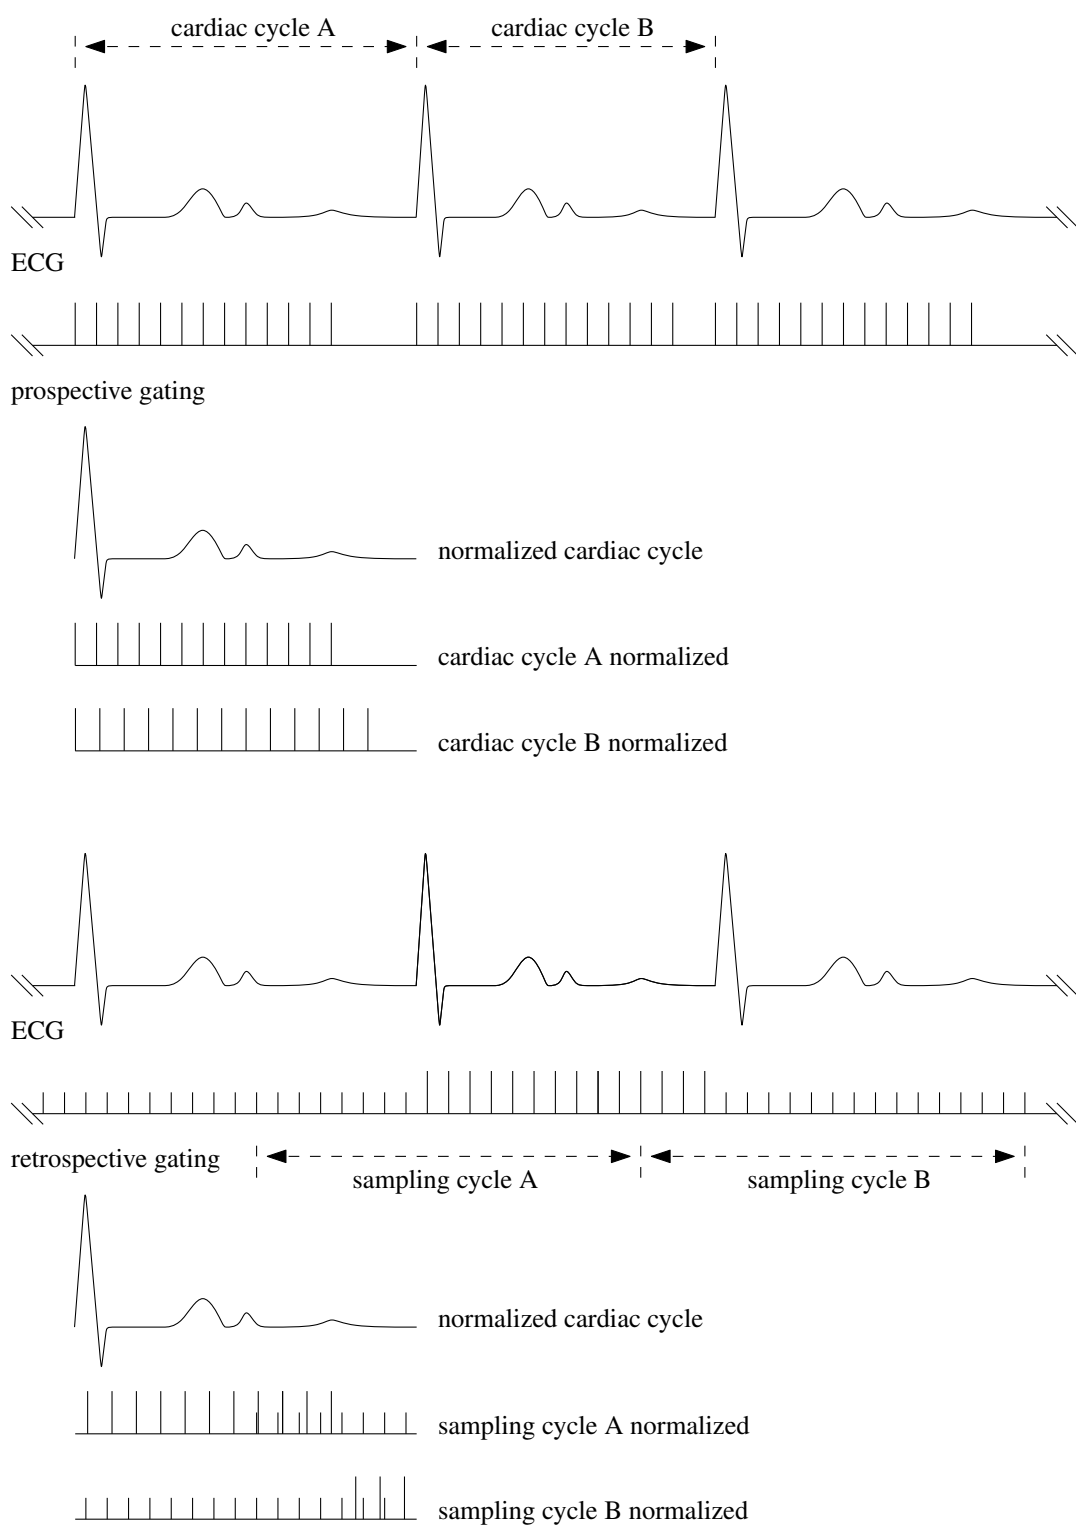 cardiac cycle A
cardiac cycle B
ECG
prospective gating
normalized cardiac cycle
cardiac cycle A normalized
cardiac cycle B normalized
ECG
retrospective gating
sampling cycle A
sampling cycle B
normalized cardiac cycle
sampling cycle A normalized
sampling cycle B normalized